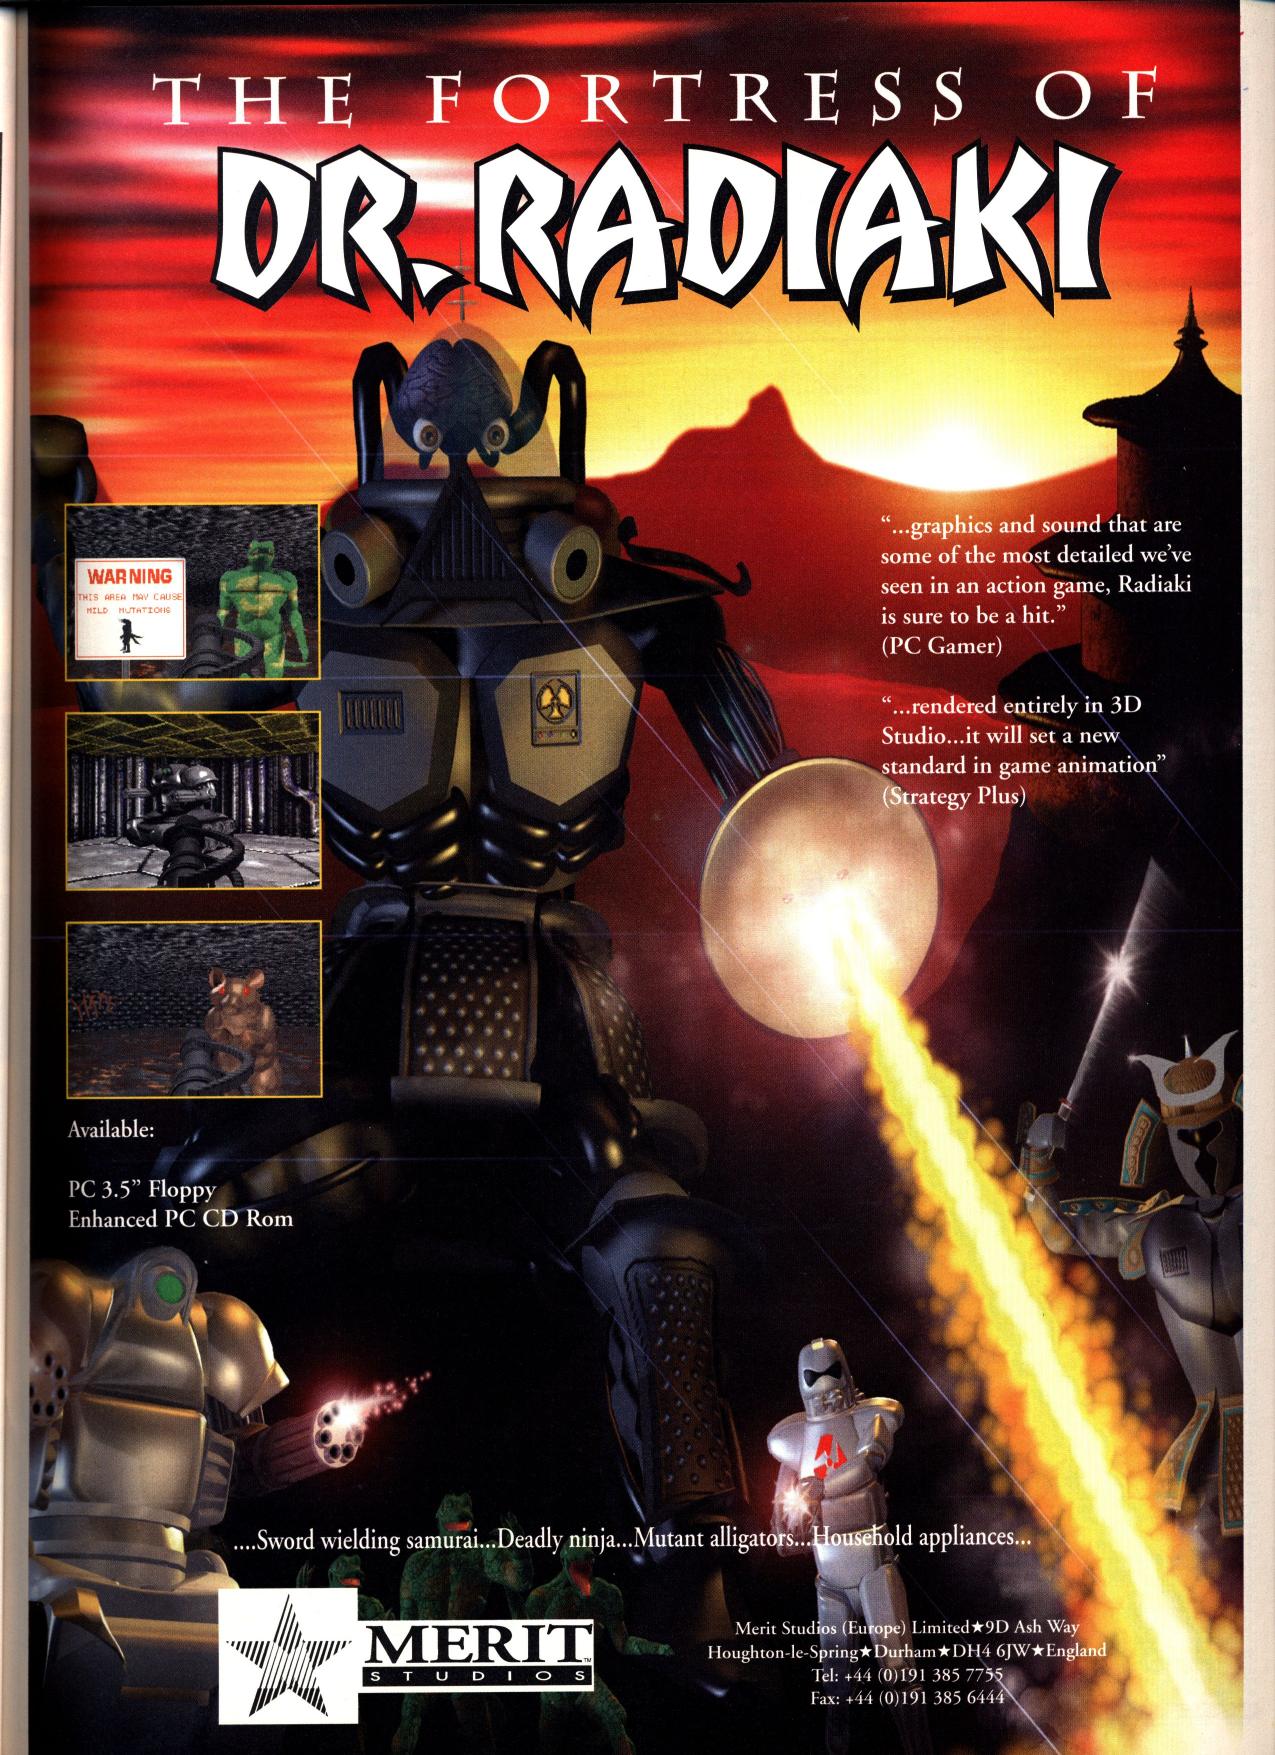 THE FORTRESS OF
DR. RADIAKI
WARNING
THIS AREA MAY CAUSE
MILD MUTATIONS
"...graphics and sound that are
some of the most detailed we've
seen in an action game, Radiaki
is sure to be a hit."
(PC Gamer)
"...rendered entirely in 3D
Studio...it will set a new
standard in game animation"
(Strategy Plus)
Available:
PC 3.5" Floppy
Enhanced PC CD Rom
....Sword wielding samurai...Deadly ninja...Mutant alligators...Household appliances...
MERIT™
STUDIOS
Merit Studios (Europe) Limited★9D Ash Way
Houghton-le-Spring★Durham★DH4 6JW★England
Tel: +44 (0)191 385 7755
Fax: +44 (0)191 385 6444